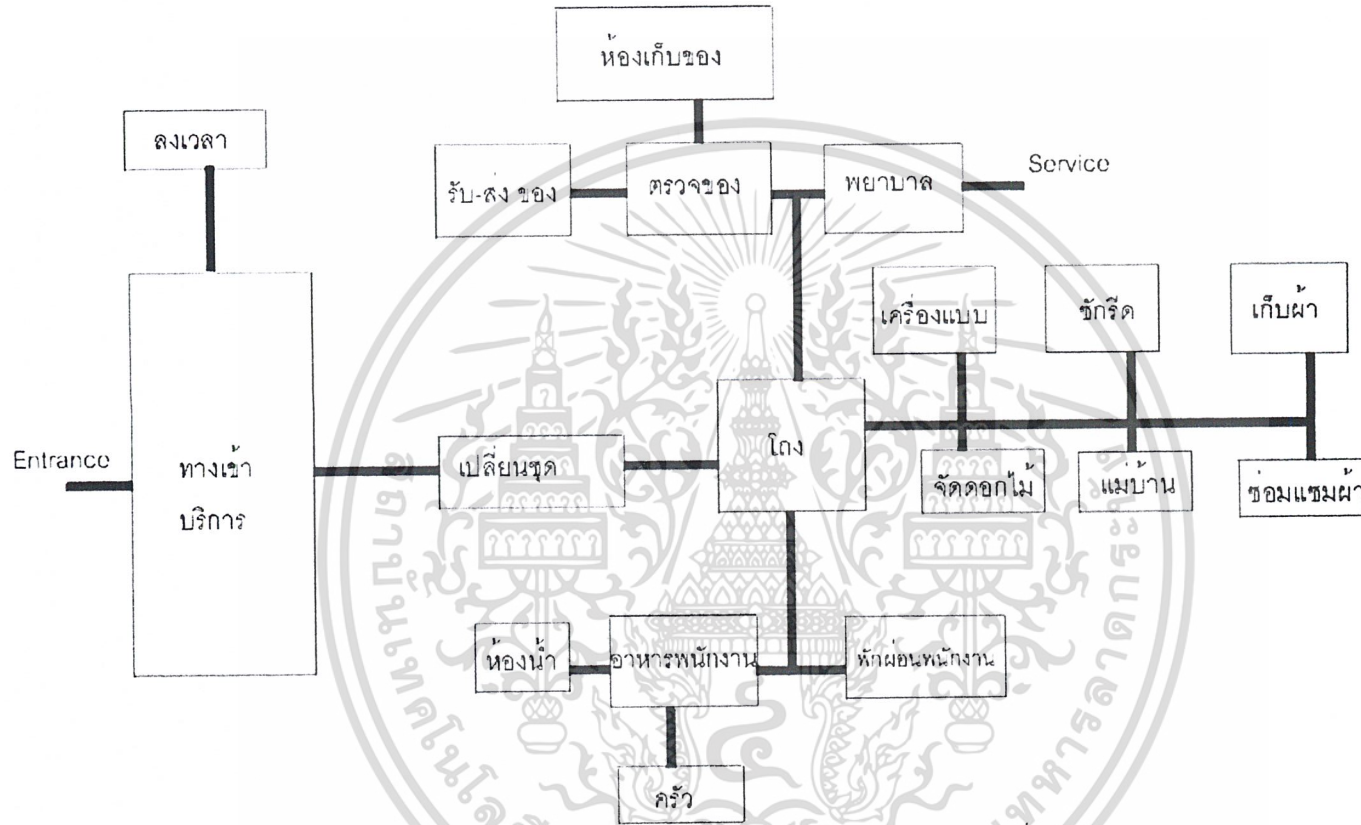 ห้องเก็บของ
ลงเวลา
รับ-ส่ง ของ
ตรวจของ
พยาบาล
Service
เครื่องแบบ
ซักรีด
เก็บผ้า
Entrance
ทางเข้า
บริการ
เปลี่ยนชุด
โถง
จัดดอกไม้
แม่บ้าน
ซ่อมแซมผ้า
ห้องน้ำ
อาหารพนักงาน
พักผ่อนพนักงาน
ครัว